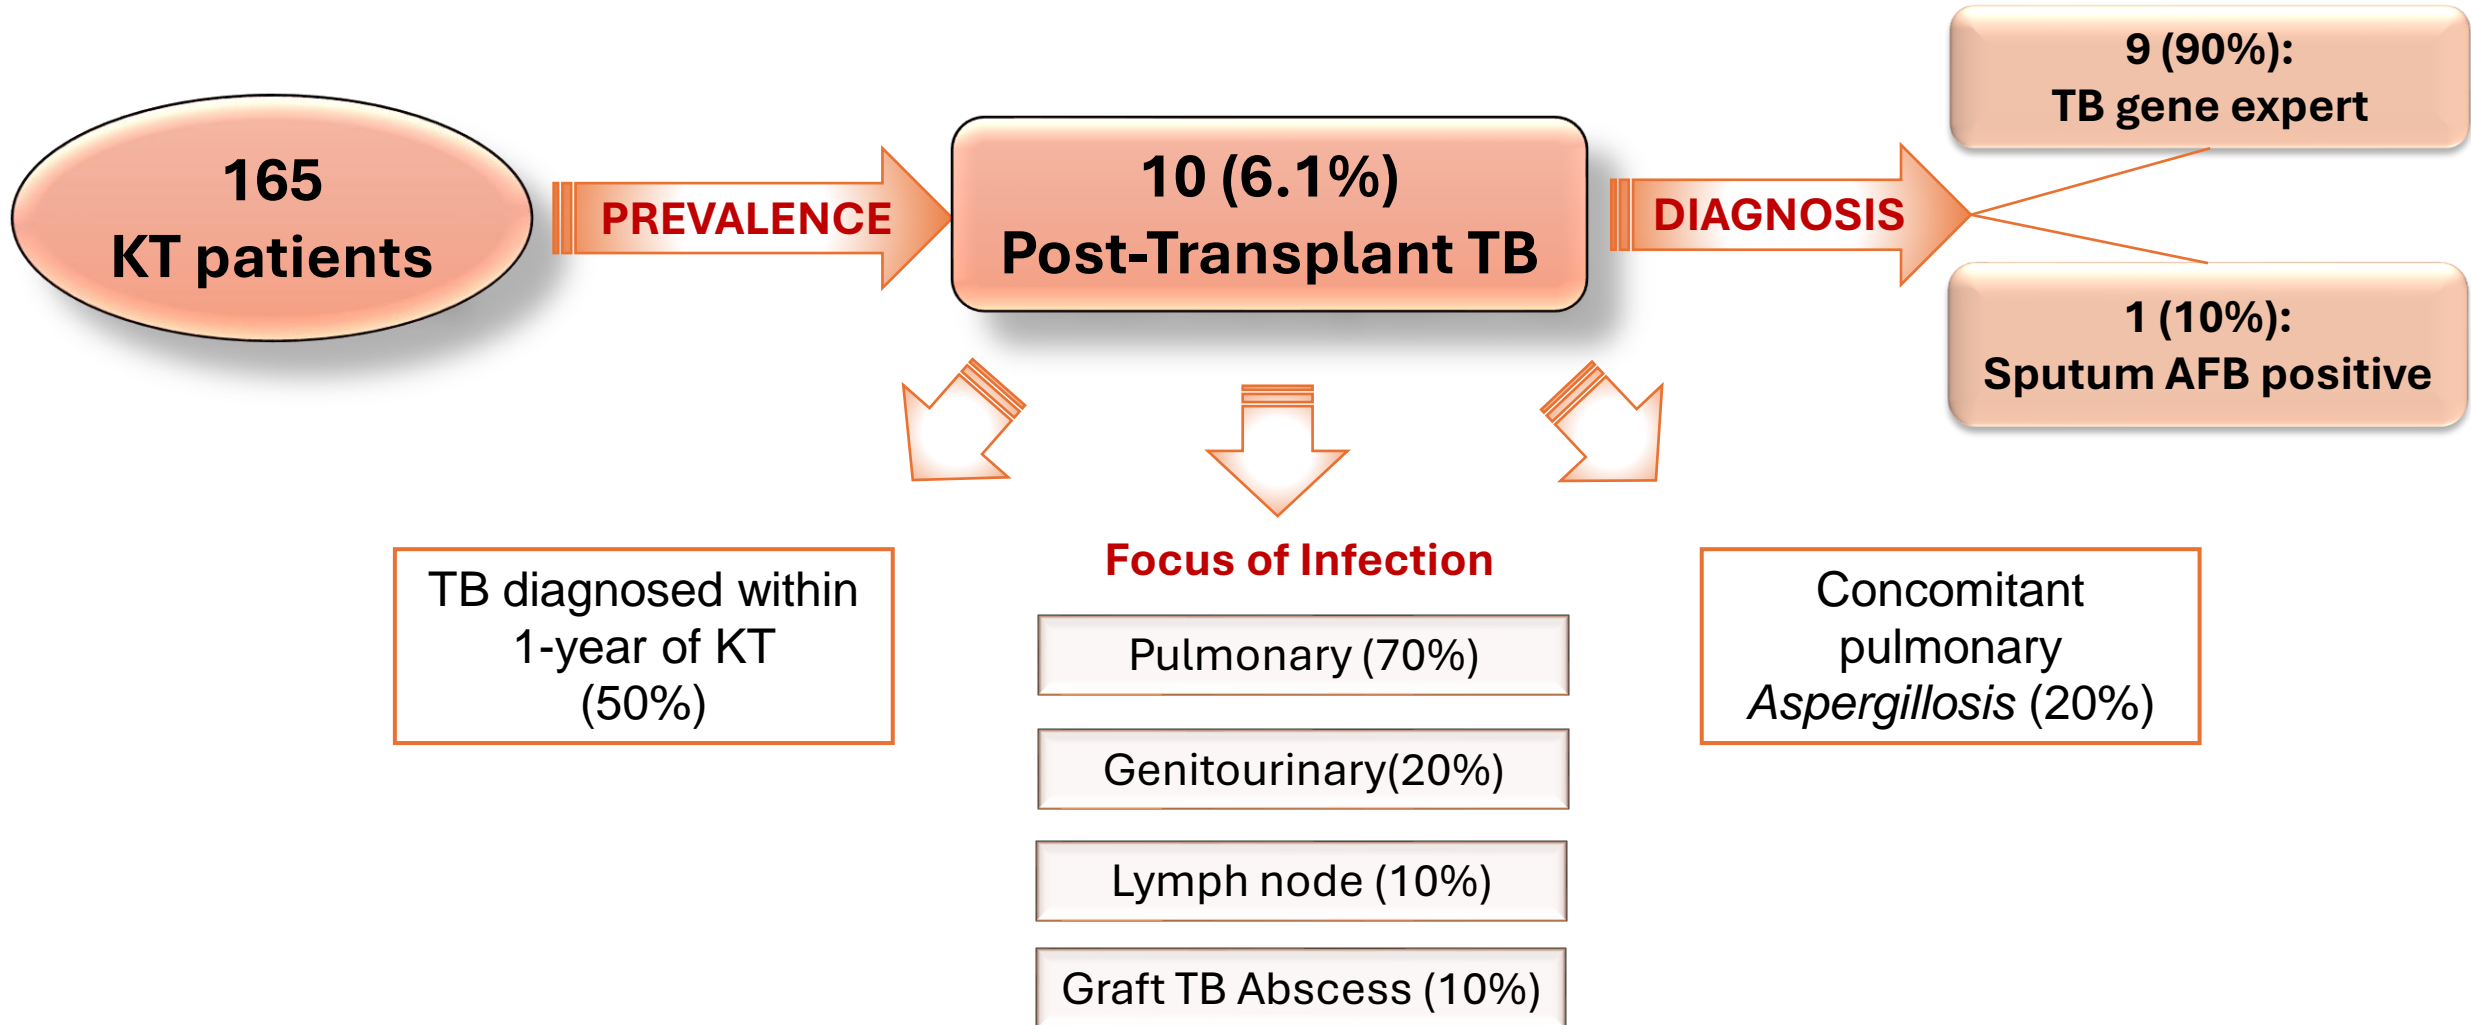 165
KT patients
PREVALENCE
10 (6.1%)
Post-Transplant TB
DIAGNOSIS
9 (90%):
TB gene expert
1 (10%):
Sputum AFB positive
TB diagnosed within
1-year of KT
(50%)
Focus of Infection
Pulmonary (70%)
Genitourinary(20%)
Lymph node (10%)
Graft TB Abscess (10%)
Concomitant
pulmonary
Aspergillosis (20%)